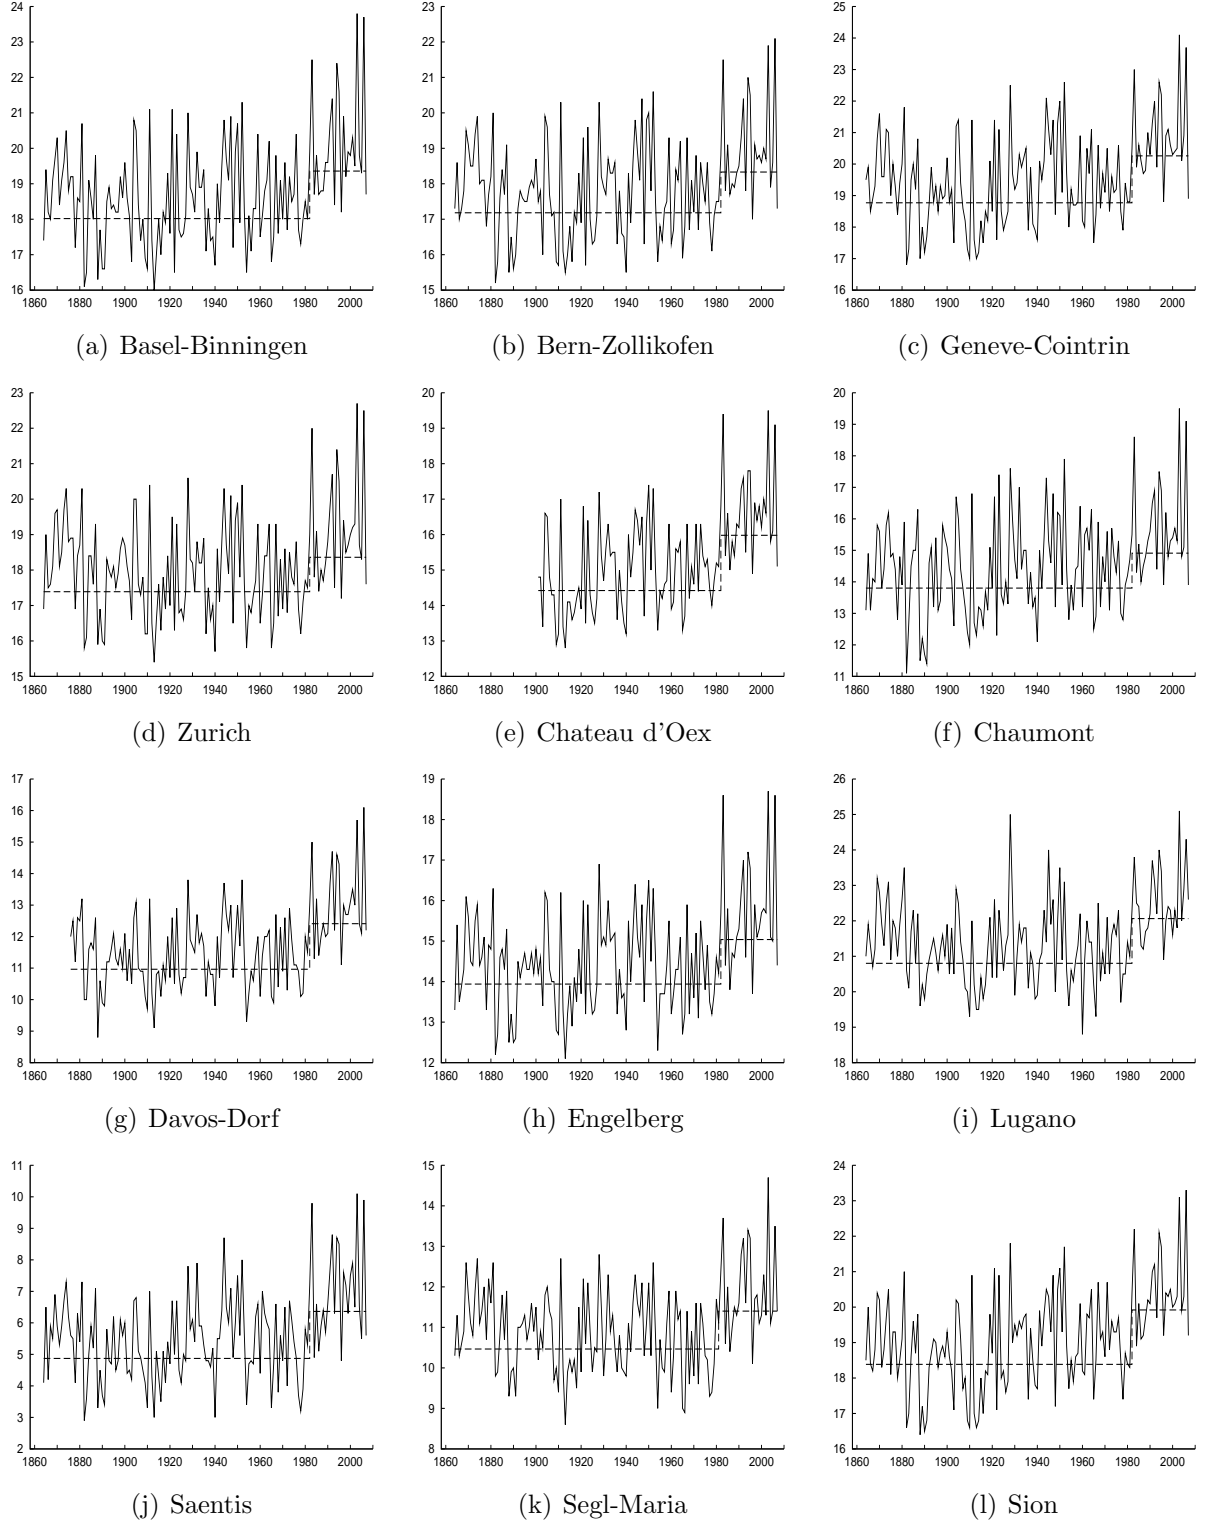 24 23 22 21 20 19 18 17 16
1860 1880 1900 1920 1940 1960 1980 2000
(a) Basel-Binningen
23 22 21 20 19 18 17 16 15
1860 1880 1900 1920 1940 1960 1980 2000
(b) Bern-Zollikofen
25 24 23 22 21 20 19 18 17 16
1860 1880 1900 1920 1940 1960 1980 2000
(c) Geneve-Cointrin
23 22 21 20 19 18 17 16 15
1860 1880 1900 1920 1940 1960 1980 2000
(d) Zurich
20 19 18 17 16 15 14 13 12
1860 1880 1900 1920 1940 1960 1980 2000
(e) Chateau d'Oex
20 19 18 17 16 15 14 13 12 11
1860 1880 1900 1920 1940 1960 1980 2000
(f) Chaumont
17 16 15 14 13 12 11 10 9 8
1860 1880 1900 1920 1940 1960 1980 2000
(g) Davos-Dorf
19 18 17 16 15 14 13 12
1860 1880 1900 1920 1940 1960 1980 2000
(h) Engelberg
26 25 24 23 22 21 20 19 18
1860 1880 1900 1920 1940 1960 1980 2000
(i) Lugano
11 10 9 8 7 6 5 4 3 2
1860 1880 1900 1920 1940 1960 1980 2000
(j) Saentis
15 14 13 12 11 10 9 8
1860 1880 1900 1920 1940 1960 1980 2000
(k) Segl-Maria
24 23 22 21 20 19 18 17 16
1860 1880 1900 1920 1940 1960 1980 2000
(l) Sion